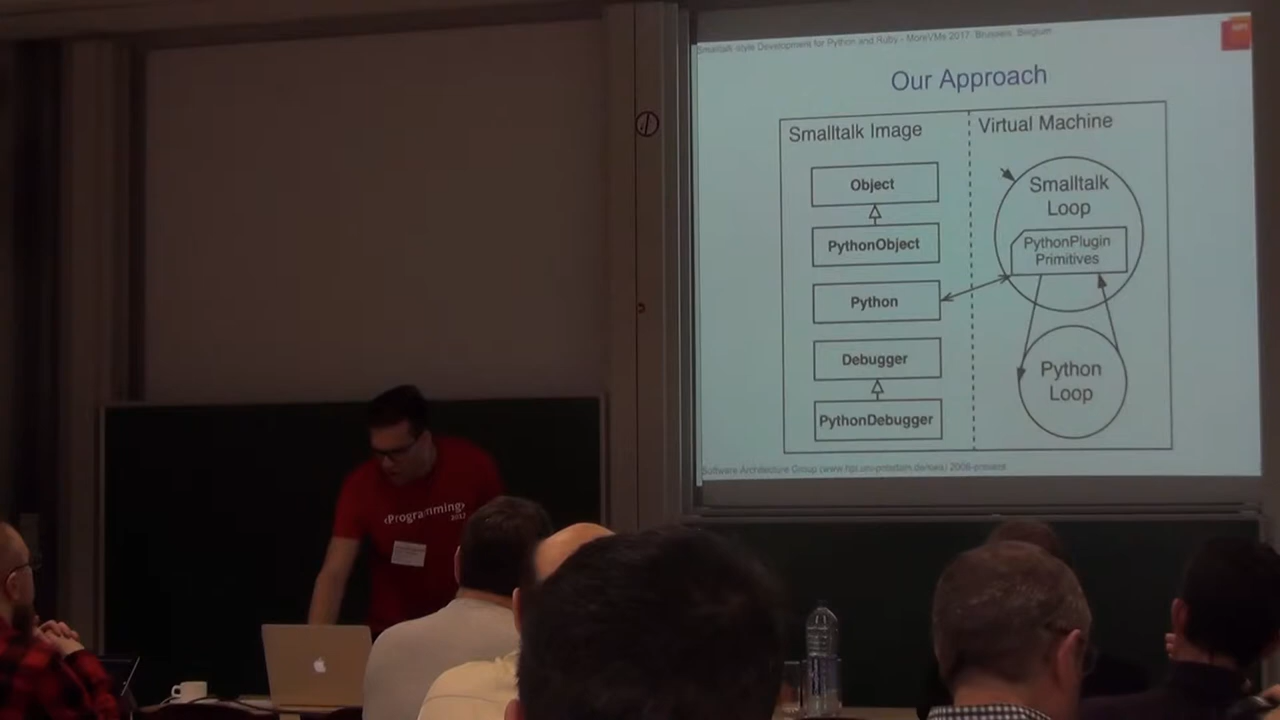 Smalltalk-style Development for Python and Ruby - MoreVMs 2017, Brussels, Belgium
Our Approach
Smalltalk Image
Virtual Machine
Object
PythonObject
Python
Debugger
PythonDebugger
Smalltalk
Loop
PythonPlugin
Primitives
Python
Loop
Software Architecture Group (www.hpi.uni-potsdam.de/swa) 2006-present
‹Programming›
2017